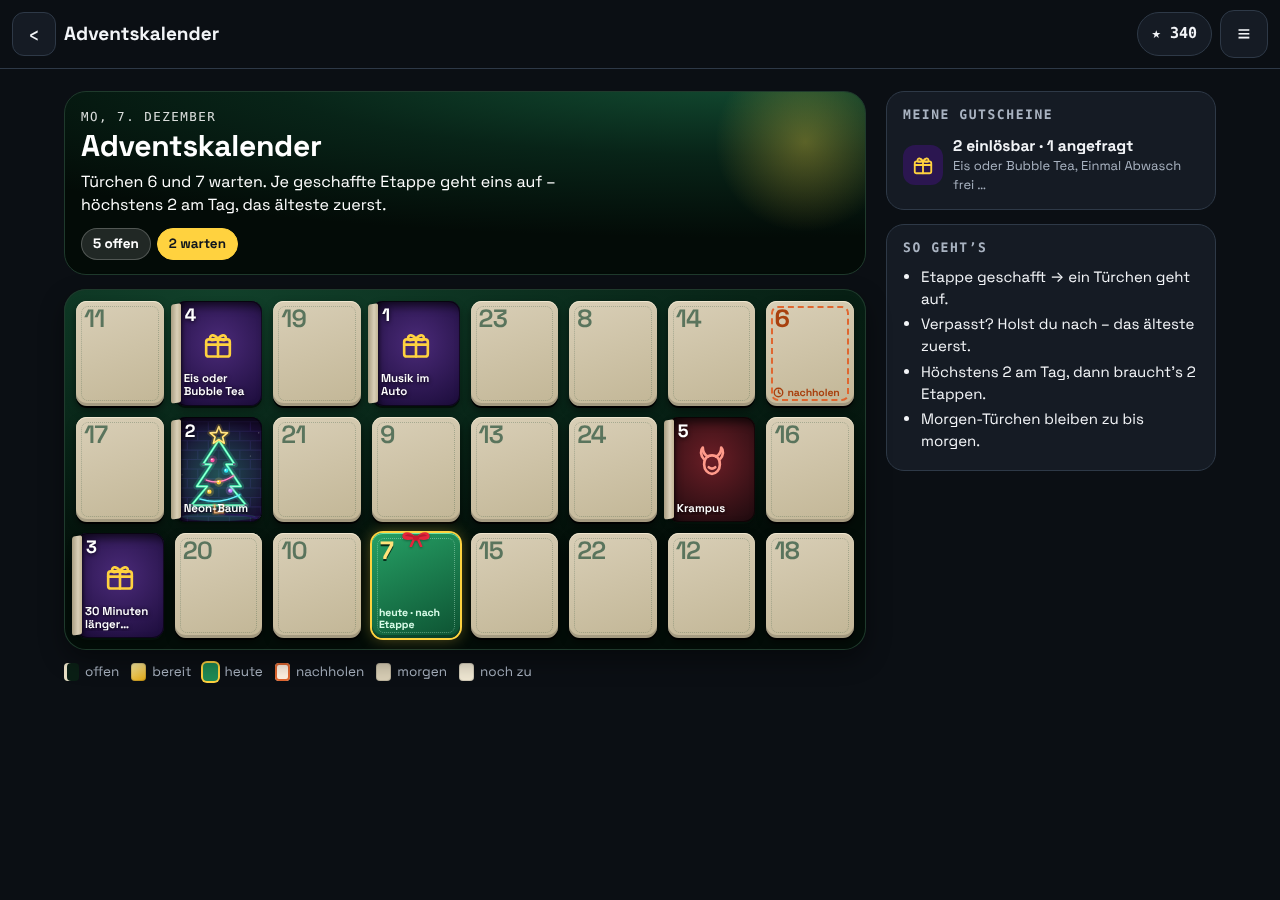 <
Adventskalender
★ 340
≡
MO, 7. DEZEMBER
Adventskalender
Türchen 6 und 7 warten. Je geschaffte Etappe geht eins auf –
höchstens 2 am Tag, das älteste zuerst.
5 offen
2 warten
11
4
Eis oder
Bubble Tea
19
1
Musik im
Auto
23
8
14
6
nachholen
17
2
Neon-Baum
21
9
13
24
5
Krampus
16
3
30 Minuten
länger…
20
10
7
heute · nach
Etappe
15
22
12
18
offen
bereit
heute
nachholen
morgen
noch zu
MEINE GUTSCHEINE
2 einlösbar · 1 angefragt
Eis oder Bubble Tea, Einmal Abwasch
frei …
SO GEHT’S
• Etappe geschafft → ein Türchen geht
auf.
• Verpasst? Holst du nach – das älteste
zuerst.
• Höchstens 2 am Tag, dann braucht’s 2
Etappen.
• Morgen-Türchen bleiben zu bis
morgen.